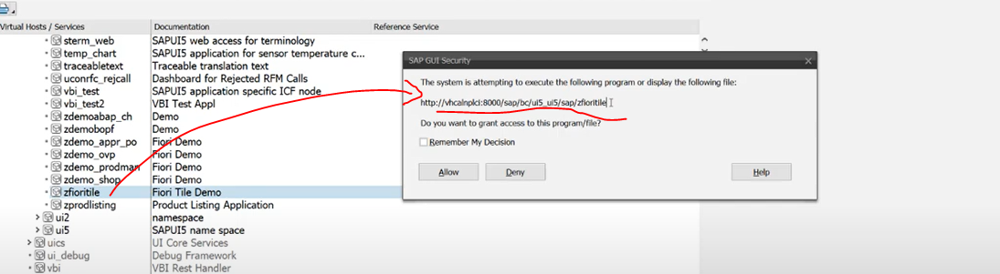 Virtual Hosts / Services Documentation Reference Service
sterm_web SAPUI5 web access for terminology
temp_chart SAPUI5 application for sensor temperature c...
traceabletext Traceable translation text
uconrfc_rejcall Dashboard for Rejected RFM Calls
vbi_test SAPUI5 application specific ICF node
vbi_test2 VBI Test Appl
zdemoabap_ch Demo
zdemobopf Demo
zdemo_appr_po Fiori Demo
zdemo_ovp Fiori Demo
zdemo_prodman Fiori Demo
zdemo_shop Fiori Demo
zfioritile Fiori Tile Demo
zprodlisting Product Listing Application
ui2 namespace
ui5 SAPUI5 name space
uics UI Core Services
ui_debug Debug Framework
vbi VBI Rest Handler
SAP GUI Security
The system is attempting to execute the following program or display the following file:
http://vhcalnplci:8000/sap/bc/ui5_ui5/sap/zfioritile
Do you want to grant access to this program/file?
Remember My Decision
Allow Deny Help